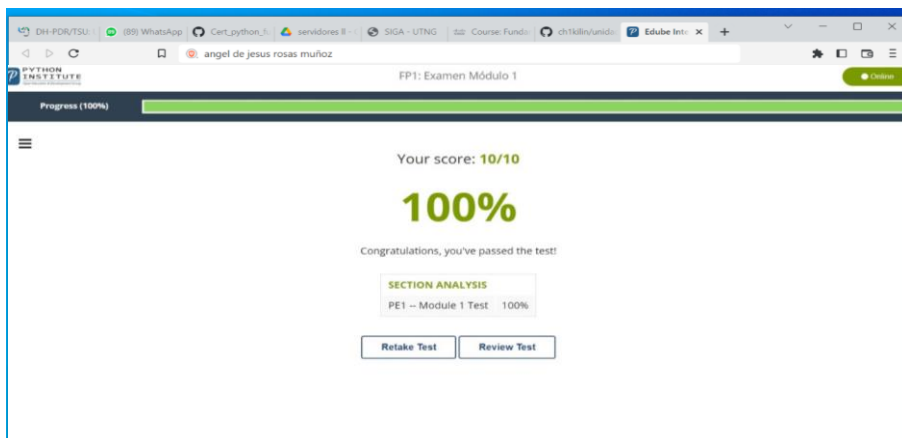 DH-PDR/TSU: (89) WhatsApp Cert_python_f servidores II - SIGA - UTNG Course: Funda ch1kilin/unida Edube Inte
angel de jesus rosas muñoz
PYTHON
INSTITUTE
FP1: Examen Módulo 1
Online
Progress (100%)
Your score: 10/10
100%
Congratulations, you've passed the test!
SECTION ANALYSIS
PE1 -- Module 1 Test 100%
Retake Test Review Test